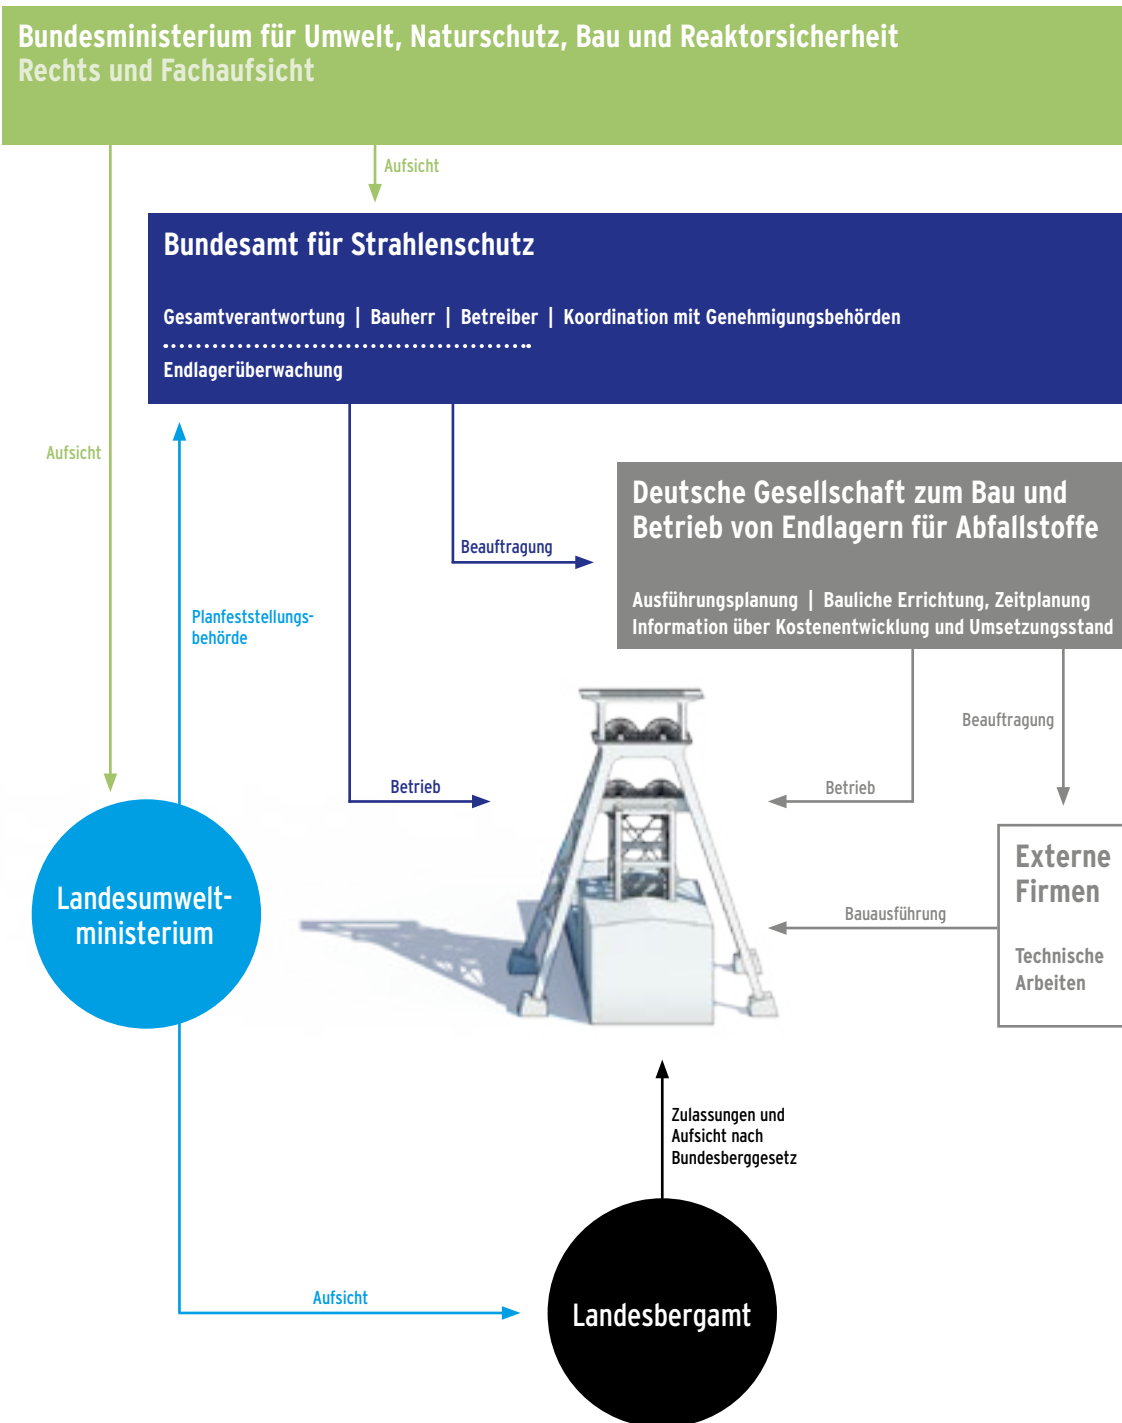 Bundesministerium für Umwelt, Naturschutz, Bau und Reaktorsicherheit
Rechts und Fachaufsicht
Aufsicht
Bundesamt für Strahlenschutz
Gesamtverantwortung | Bauherr | Betreiber | Koordination mit Genehmigungsbehörden
Endlagerüberwachung
Aufsicht
Deutsche Gesellschaft zum Bau und
Betrieb von Endlagern für Abfallstoffe
Ausführungsplanung | Bauliche Errichtung, Zeitplanung
Information über Kostenentwicklung und Umsetzungsstand
Beauftragung
Planfeststellungs-
behörde
Beauftragung
Betrieb
Betrieb
Externe
Firmen
Technische
Arbeiten
Landesumwelt-
ministerium
Bauausführung
Zulassungen und
Aufsicht nach
Bundesberggesetz
Aufsicht
Landesbergamt